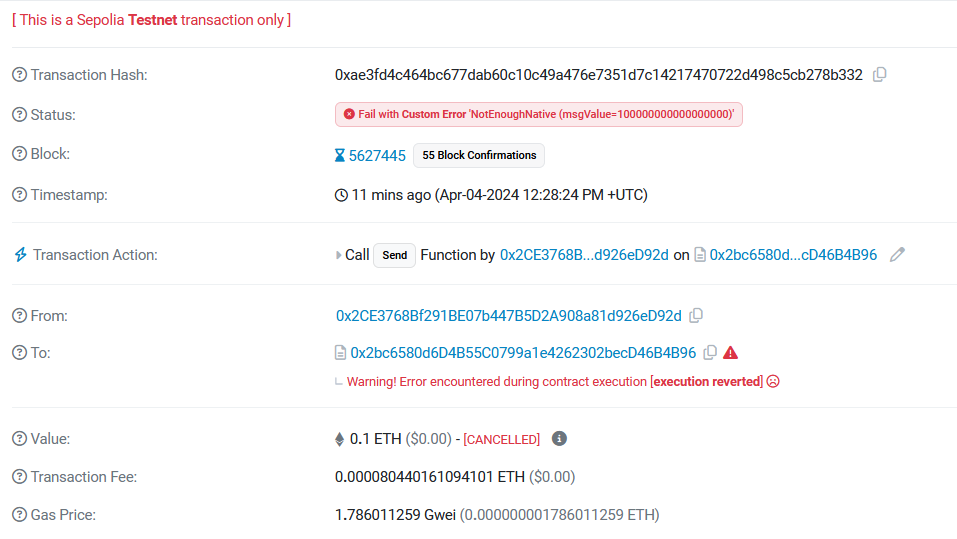 [ This is a Sepolia Testnet transaction only ]
Transaction Hash: 0xae3fd4c464bc677dab60c10c49a476e7351d7c14217470722d498c5cb278b332
Status: Fail with Custom Error 'NotEnoughNative (msgValue=100000000000000000)'
Block: 5627445 55 Block Confirmations
Timestamp: 11 mins ago (Apr-04-2024 12:28:24 PM +UTC)
Transaction Action: Call Send Function by 0x2CE3768B...d926eD92d on 0x2bc6580d...cD46B4B96
From: 0x2CE3768Bf291BE07b447B5D2A908a81d926eD92d
To: 0x2bc6580d6D4B55C0799a1e4262302becD46B4B96
Warning! Error encountered during contract execution [execution reverted]
Value: 0.1 ETH ($0.00) - [CANCELLED]
Transaction Fee: 0.000080440161094101 ETH ($0.00)
Gas Price: 1.786011259 Gwei (0.000000001786011259 ETH)